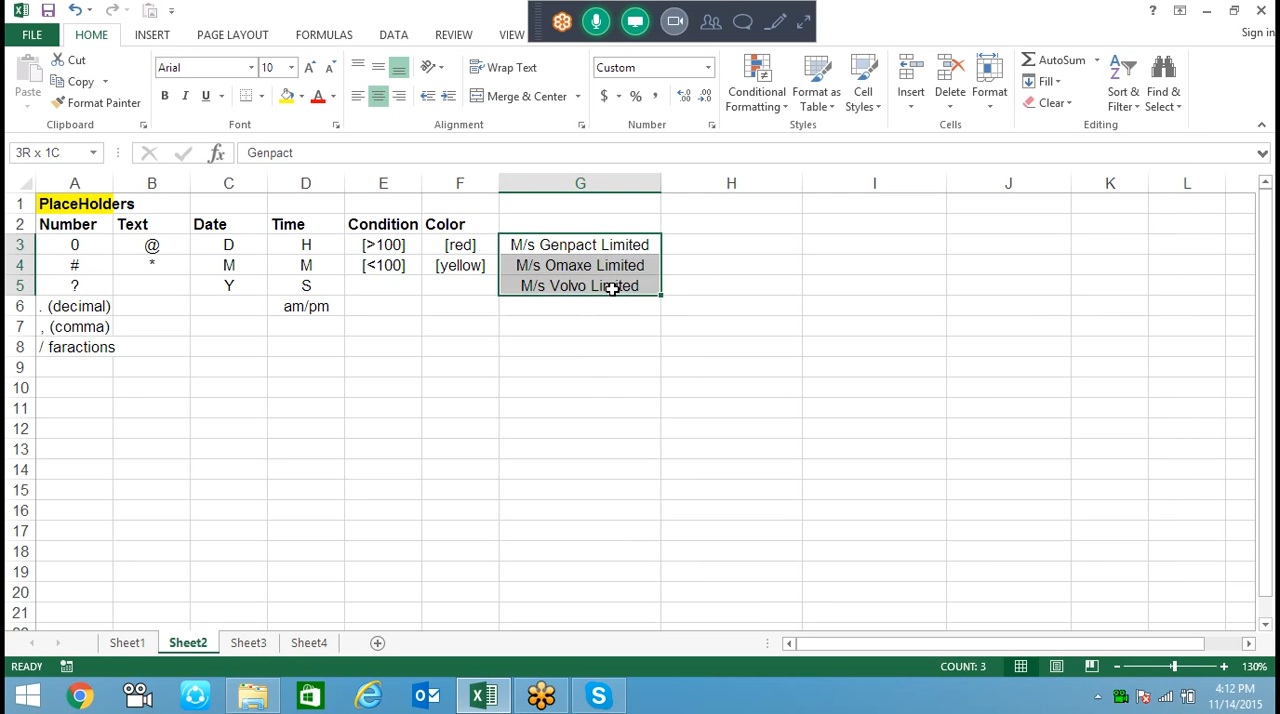 Sign in
FILE HOME INSERT PAGE LAYOUT FORMULAS DATA REVIEW VIEW
Cut
Copy
Format Painter
Paste
Clipboard
Arial 10
B I U
Font
Wrap Text
Merge & Center
Alignment
Custom
$ % ,
Number
Conditional Formatting
Format as Table
Cell Styles
Styles
Insert Delete Format
Cells
AutoSum
Fill
Clear
Sort & Filter
Find & Select
Editing
3R x 1C fx Genpact
A B C D E F G H I J K L
1 PlaceHolders
2 Number Text Date Time Condition Color
3 0 @ D H [>100] [red] M/s Genpact Limited
4 # * M M [<100] [yellow] M/s Omaxe Limited
5 ? Y S M/s Volvo Limited
6 . (decimal) am/pm
7 , (comma)
8 / faractions
9
10
11
12
13
14
15
16
17
18
19
20
21
Sheet1 Sheet2 Sheet3 Sheet4
READY COUNT: 3 130%
4:12 PM
11/14/2015